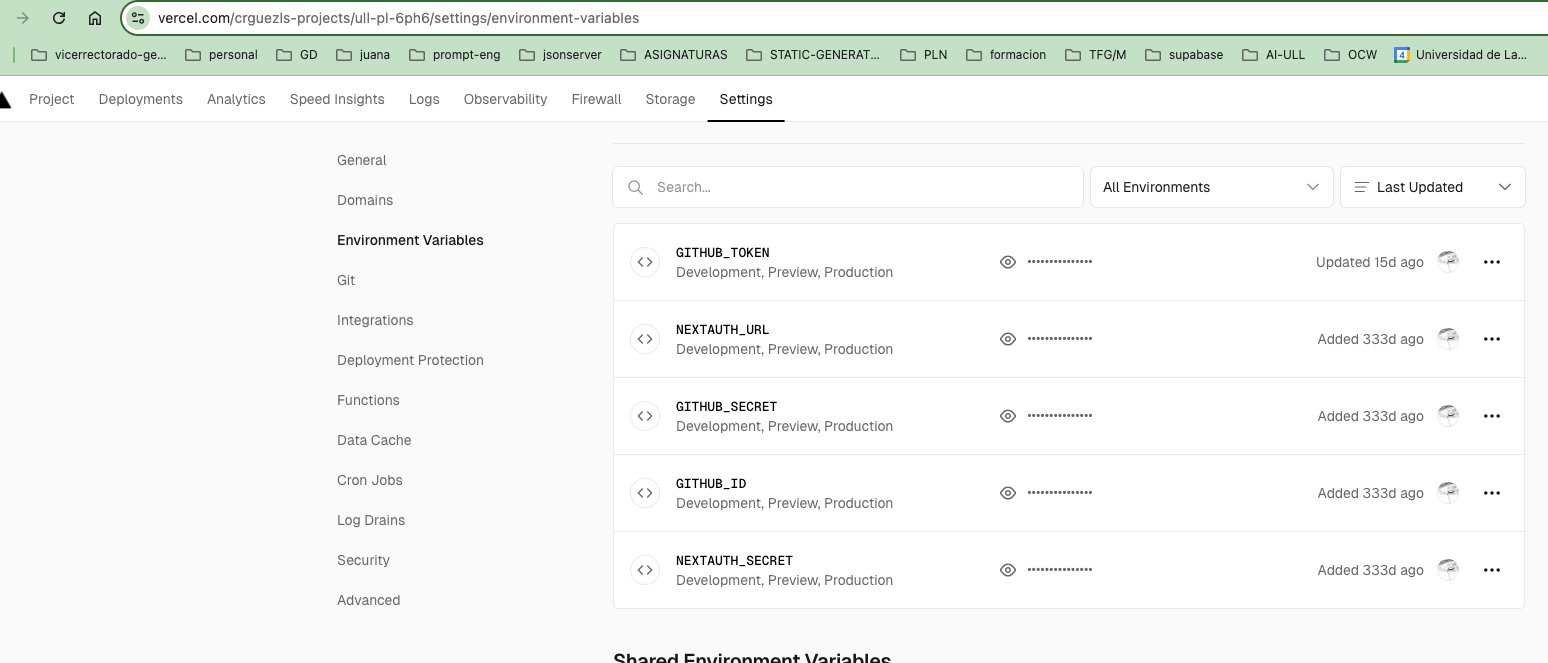 vercel.com/crguezls-projects/ull-pl-6ph6/settings/environment-variables
vicerrectorado-ge... personal GD juana prompt-eng jsonserver ASIGNATURAS STATIC-GENERAT... PLN formacion TFG/M supabase AI-ULL OCW 4 Universidad de La...
Project Deployments Analytics Speed Insights Logs Observability Firewall Storage Settings
General
Domains
Environment Variables
Git
Integrations
Deployment Protection
Functions
Data Cache
Cron Jobs
Log Drains
Security
Advanced
Search... All Environments Last Updated
GITHUB_TOKEN
Development, Preview, Production ••••••••••••••• Updated 15d ago
NEXTAUTH_URL
Development, Preview, Production ••••••••••••••• Added 333d ago
GITHUB_SECRET
Development, Preview, Production ••••••••••••••• Added 333d ago
GITHUB_ID
Development, Preview, Production ••••••••••••••• Added 333d ago
NEXTAUTH_SECRET
Development, Preview, Production ••••••••••••••• Added 333d ago
Shared Environment Variables